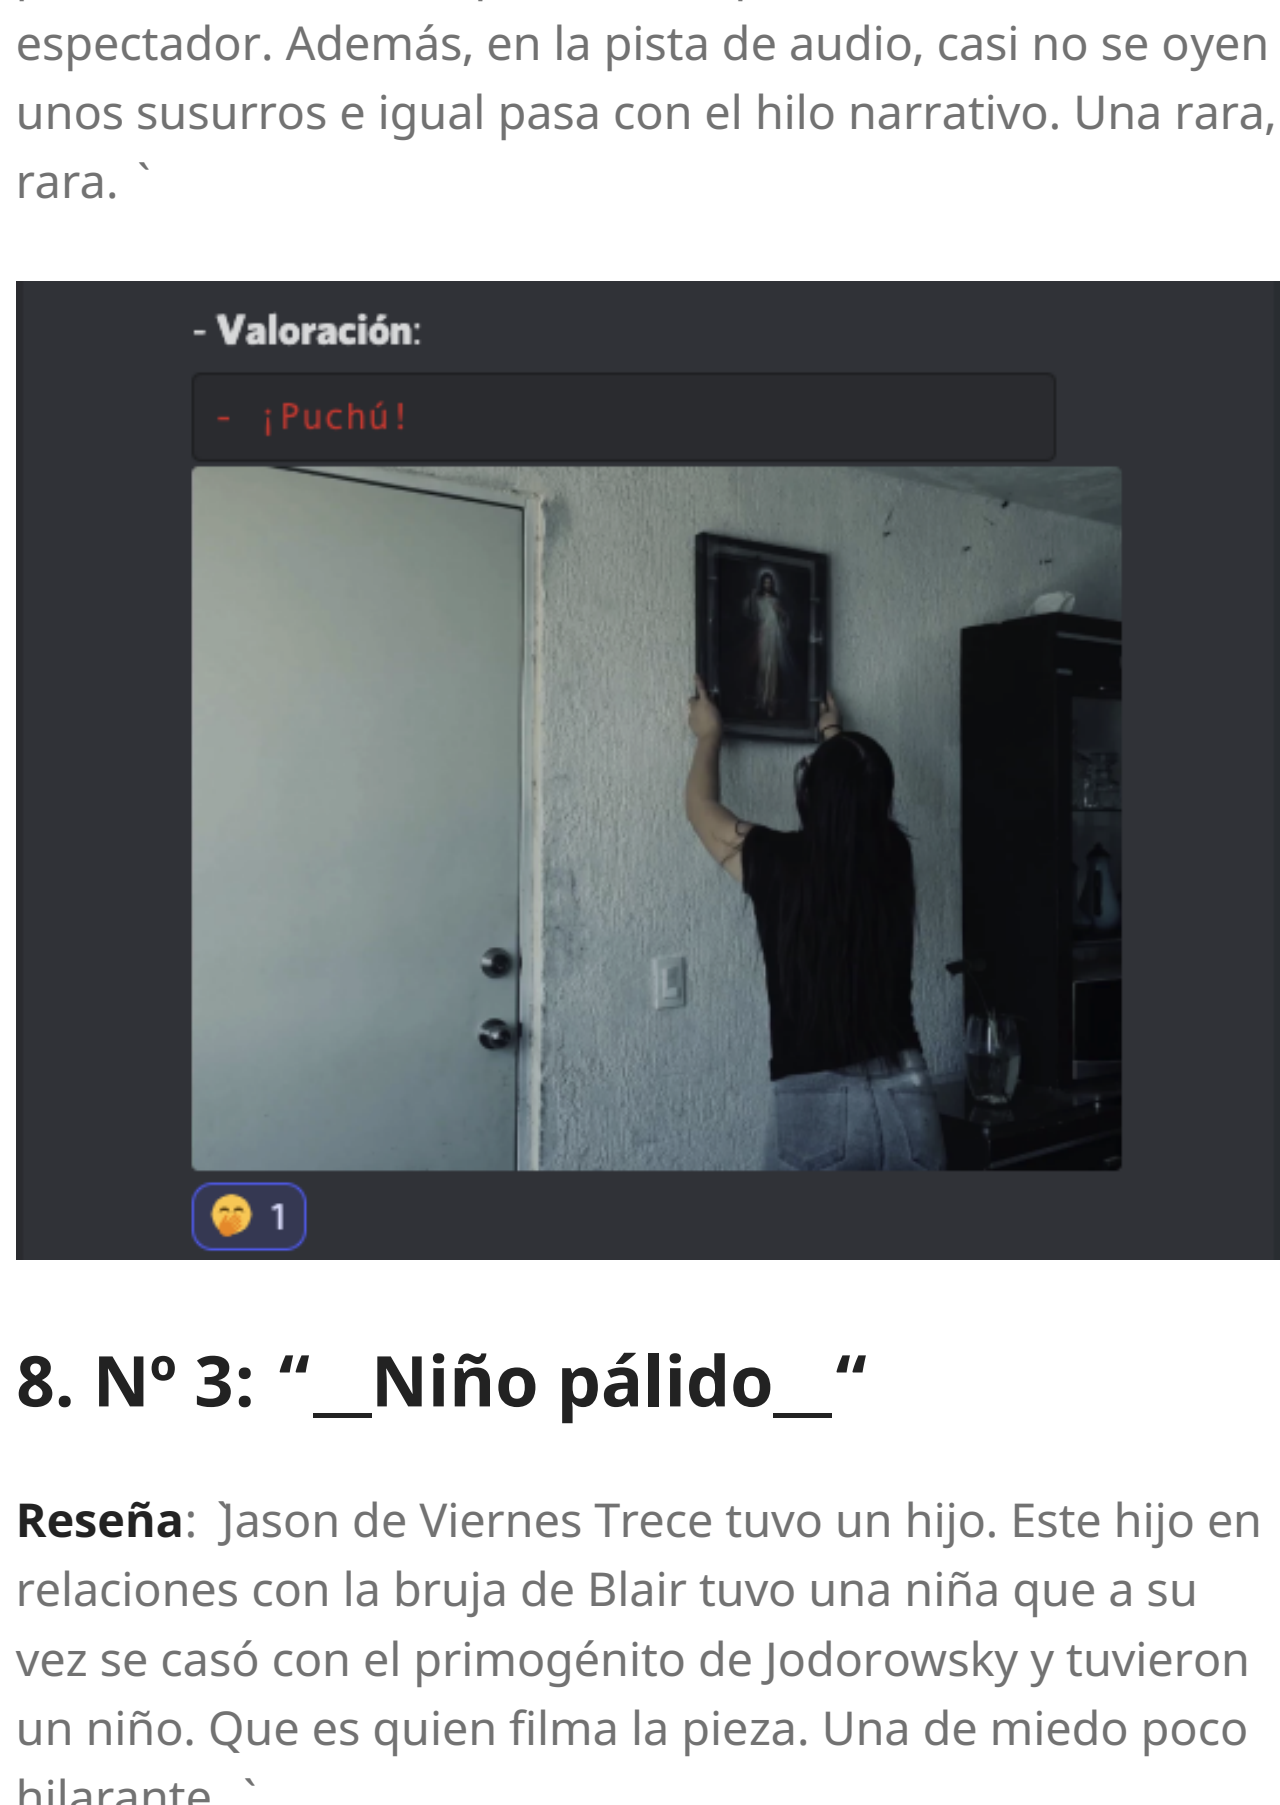 espectador. Además, en la pista de audio, casi no se oyen
unos susurros e igual pasa con el hilo narrativo. Una rara,
rara. `
- Valoración:
- ¡Puchú!
1
8. Nº 3: “__Niño pálido__“
Reseña: `Jason de Viernes Trece tuvo un hijo. Este hijo en
relaciones con la bruja de Blair tuvo una niña que a su
vez se casó con el primogénito de Jodorowsky y tuvieron
un niño. Que es quien filma la pieza. Una de miedo poco
hilarante. `